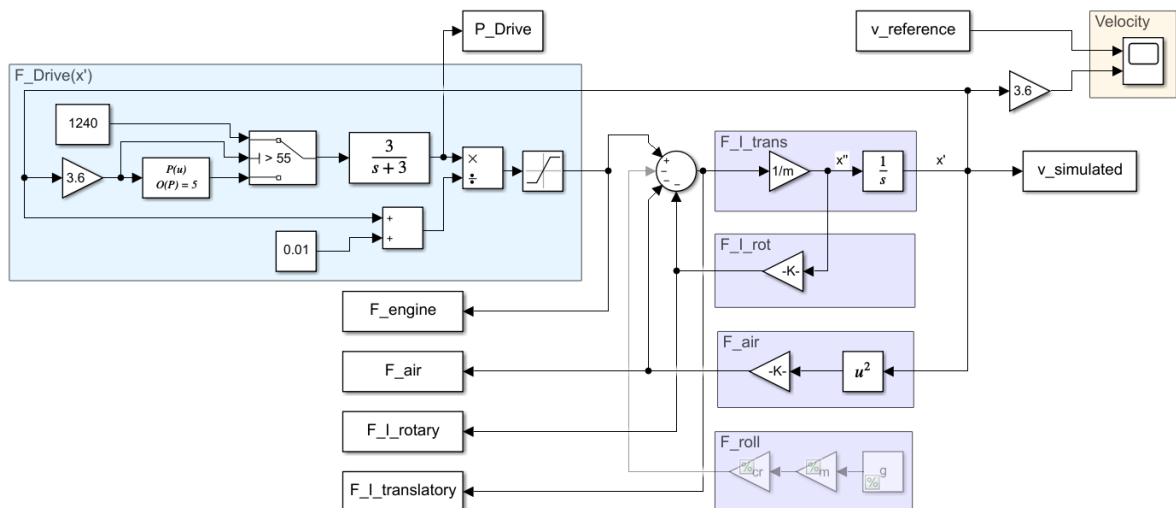 P_Drive
v_reference
Velocity
F_Drive(x')
3.6
1240
> 55
3
s + 3
×
÷
3.6
P(u)
O(P) = 5
+
+
0.01
+
−
−
−
F_I_trans
1/m
x''
1
s
x'
v_simulated
F_I_rot
-K-
F_engine
F_air
F_air
-K-
u²
F_I_rotary
F_roll
%
cr
%
m
g
%
F_I_translatory